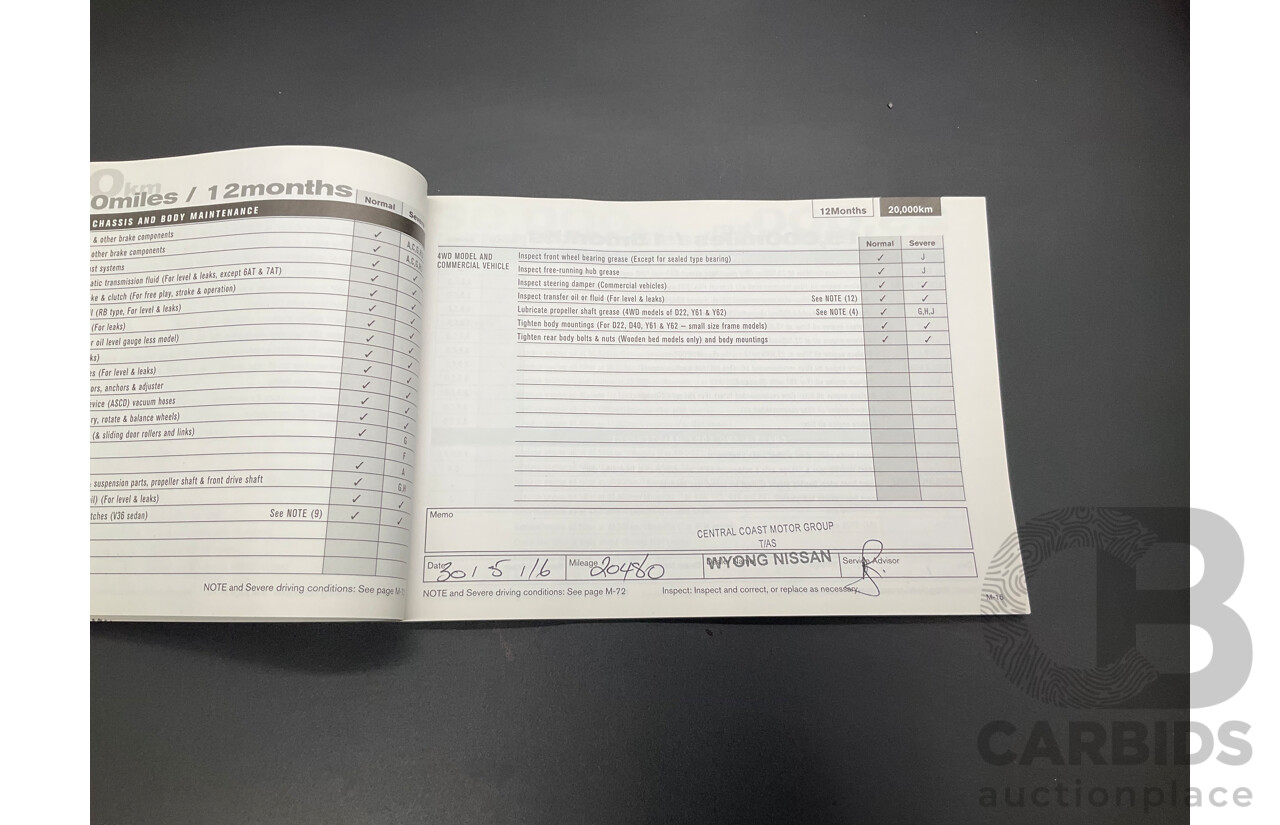 0km
0miles / 12months
Normal
CHASSIS AND BODY MAINTENANCE
& other brake components ✓
other brake components ✓
st systems ✓
atic transmission fluid (For level & leaks, except 6AT & 7AT) ✓ ✓
ke & clutch (For free play, stroke & operation) ✓ ✓
l (RB type, For level & leaks) ✓ ✓
(For leaks) ✓ ✓
r oil level gauge less model) ✓ ✓
ks) ✓ ✓
es (For level & leaks) ✓ ✓
ors, anchors & adjuster ✓ ✓
evice (ASCD) vacuum hoses ✓ ✓
ry, rotate & balance wheels) ✓ ✓
(& sliding door rollers and links) ✓ G
F
✓ A
suspension parts, propeller shaft & front drive shaft ✓ G,H
il) (For level & leaks) ✓ ✓
tches (V36 sedan) See NOTE (9) ✓ ✓
NOTE and Severe driving conditions: See page M-
12Months 20,000km
Normal Severe
4WD MODEL AND
COMMERCIAL VEHICLE
Inspect front wheel bearing grease (Except for sealed type bearing) ✓ J
Inspect free-running hub grease ✓ J
Inspect steering damper (Commercial vehicles) ✓ ✓
Inspect transfer oil or fluid (For level & leaks) See NOTE (12) ✓ ✓
Lubricate propeller shaft grease (4WD models of D22, Y61 & Y62) See NOTE (4) ✓ G,H,J
Tighten body mountings (For D22, D40, Y61 & Y62 – small size frame models) ✓ ✓
Tighten rear body bolts & nuts (Wooden bed models only) and body mountings ✓ ✓
Memo
CENTRAL COAST MOTOR GROUP
T/AS
WYONG NISSAN
Date 30 / 5 / 16 Mileage 20480 Service Advisor
NOTE and Severe driving conditions: See page M-72 Inspect: Inspect and correct, or replace as necessary.
M-15
CB
CARBIDS
auctionplace